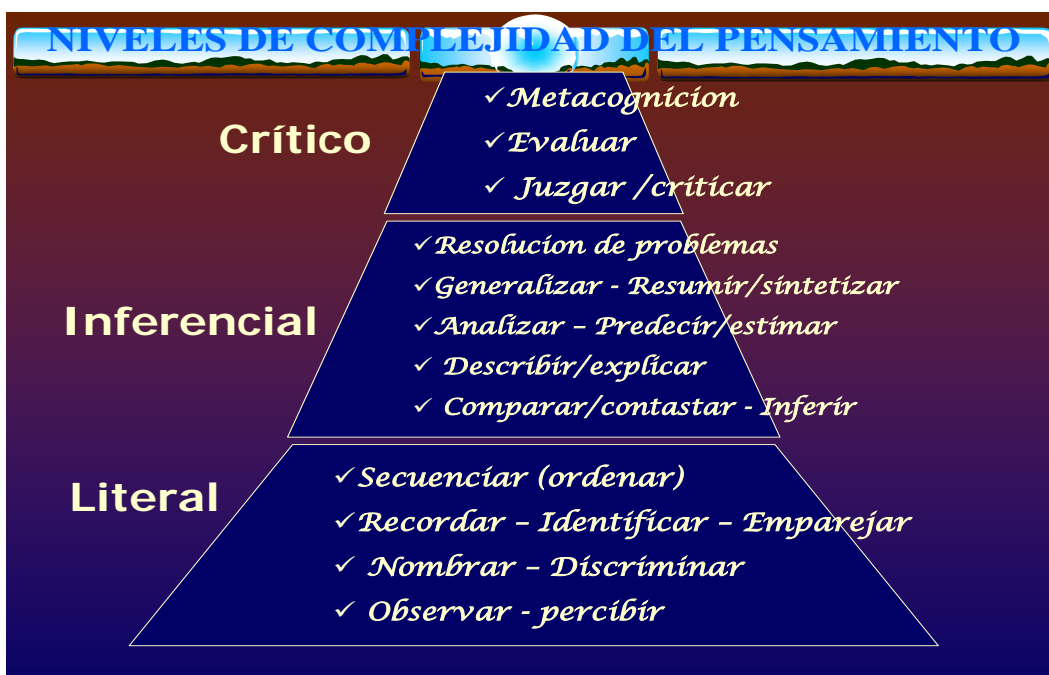 NIVELES DE COMPLEJIDAD DEL PENSAMIENTO
Crítico
✓Metacognicion
✓Evaluar
✓ Juzgar /criticar
Inferencial
✓Resolucion de problemas
✓Generalizar - Resumir/sintetizar
✓Analizar – Predecir/estimar
✓ Describir/explicar
✓ Comparar/contastar - Inferir
Literal
✓Secuenciar (ordenar)
✓Recordar – Identificar – Emparejar
✓ Nombrar – Discriminar
✓ Observar - percibir